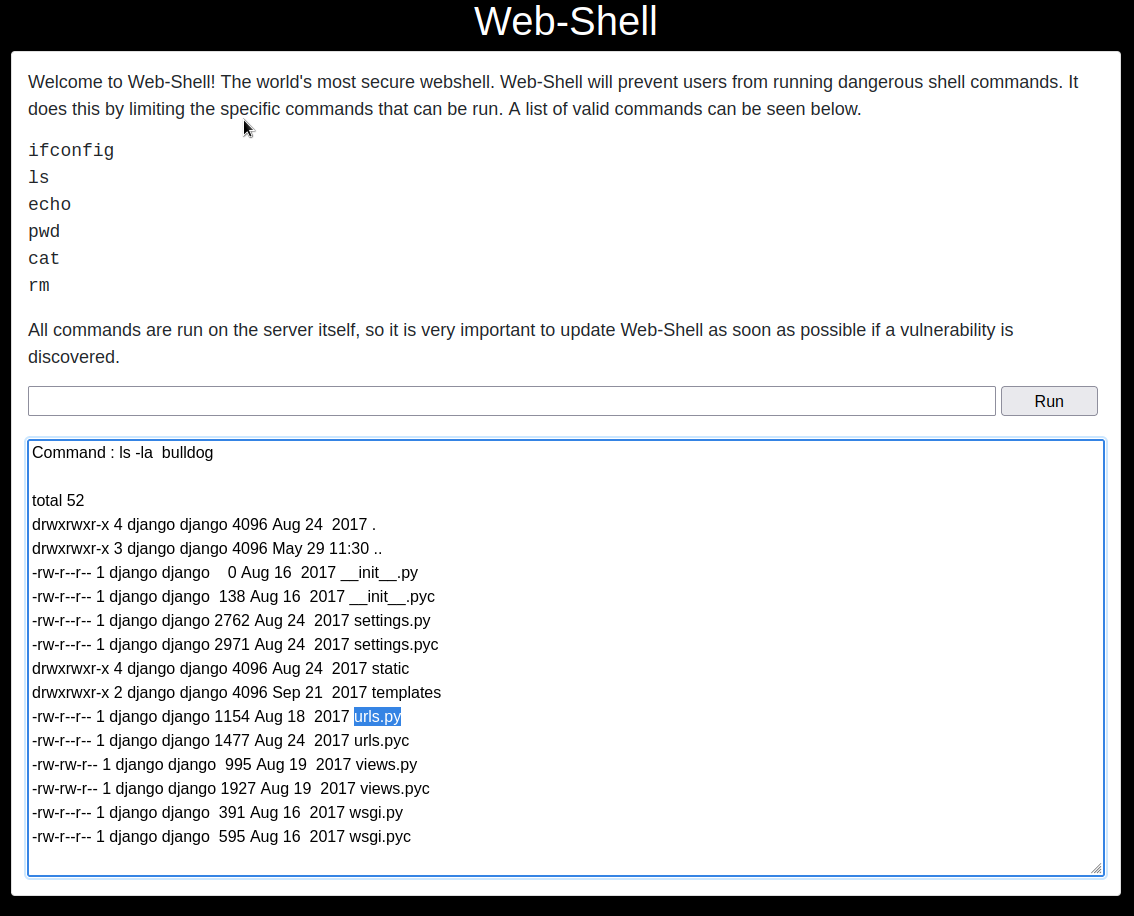 Web-Shell
Welcome to Web-Shell! The world's most secure webshell. Web-Shell will prevent users from running dangerous shell commands. It
does this by limiting the specific commands that can be run. A list of valid commands can be seen below.
ifconfig
ls
echo
pwd
cat
rm
All commands are run on the server itself, so it is very important to update Web-Shell as soon as possible if a vulnerability is
discovered.
Run
Command : ls -la  bulldog
total 52
drwxrwxr-x 4 django django 4096 Aug 24  2017 .
drwxrwxr-x 3 django django 4096 May 29 11:30 ..
-rw-r--r-- 1 django django    0 Aug 16  2017 __init__.py
-rw-r--r-- 1 django django  138 Aug 16  2017 __init__.pyc
-rw-r--r-- 1 django django 2762 Aug 24  2017 settings.py
-rw-r--r-- 1 django django 2971 Aug 24  2017 settings.pyc
drwxrwxr-x 4 django django 4096 Aug 24  2017 static
drwxrwxr-x 2 django django 4096 Sep 21  2017 templates
-rw-r--r-- 1 django django 1154 Aug 18  2017 urls.py
-rw-r--r-- 1 django django 1477 Aug 24  2017 urls.pyc
-rw-rw-r-- 1 django django  995 Aug 19  2017 views.py
-rw-rw-r-- 1 django django 1927 Aug 19  2017 views.pyc
-rw-r--r-- 1 django django  391 Aug 16  2017 wsgi.py
-rw-r--r-- 1 django django  595 Aug 16  2017 wsgi.pyc